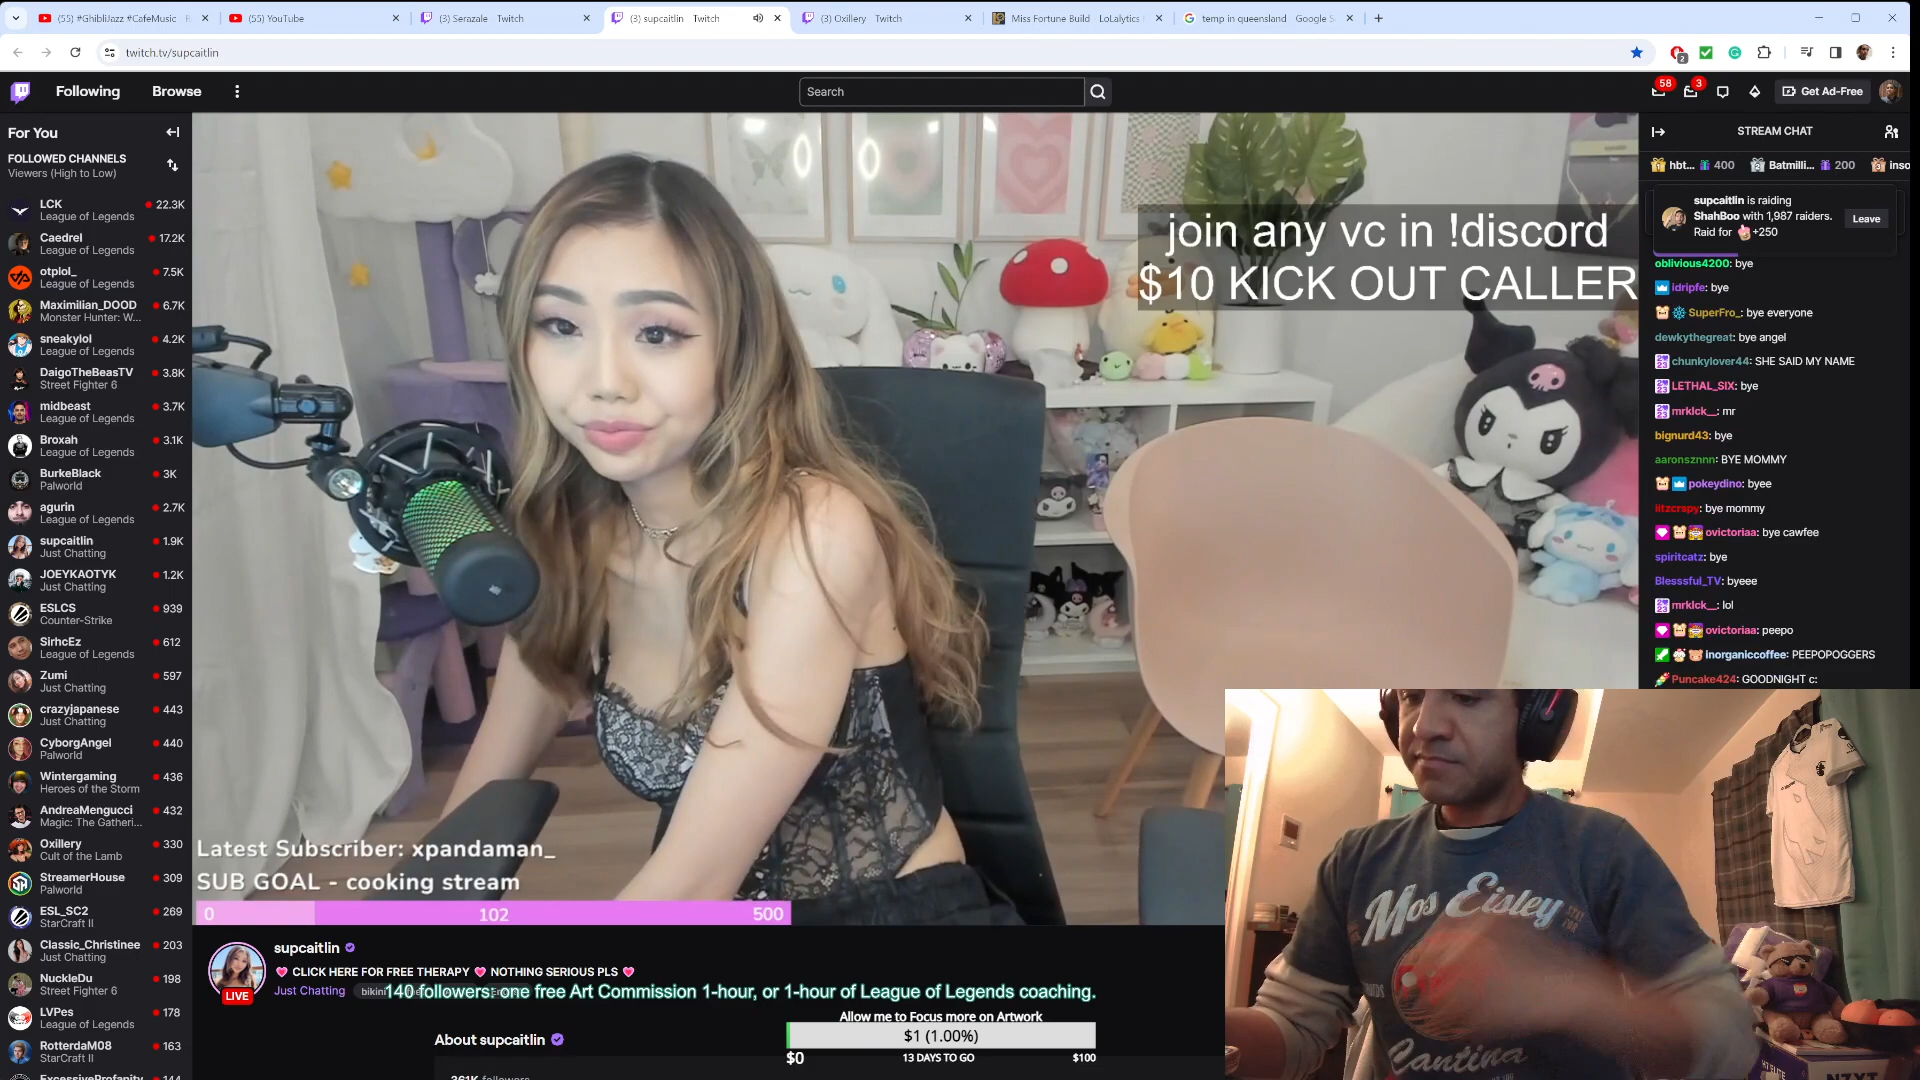 (55) #GhibliJazz #CafeMusic
(55) YouTube
(3) Serazale Twitch
(3) supcaitlin Twitch
(3) Oxillery Twitch
Miss Fortune Build - LoLalytics
temp in queensland Google S
twitch.tv/supcaitlin
2
Following
Browse
Search
58
3
Get Ad-Free
For You
FOLLOWED CHANNELS
Viewers (High to Low)
LCK 22.3K
League of Legends
Caedrel 17.2K
League of Legends
otplol_ 7.5K
League of Legends
Maximilian_DOOD 6.7K
Monster Hunter: W...
sneakylol 4.2K
League of Legends
DaigoTheBeasTV 3.8K
Street Fighter 6
midbeast 3.7K
League of Legends
Broxah 3.1K
League of Legends
BurkeBlack 3K
Palworld
agurin 2.7K
League of Legends
supcaitlin 1.9K
Just Chatting
JOEYKAOTYK 1.2K
Just Chatting
ESLCS 939
Counter-Strike
SirhcEz 612
League of Legends
Zumi 597
Just Chatting
crazyjapanese 443
Just Chatting
CyborgAngel 440
Palworld
Wintergaming 436
Heroes of the Storm
AndreaMengucci 432
Magic: The Gatheri...
Oxillery 330
Cult of the Lamb
StreamerHouse 309
Palworld
ESL_SC2 269
StarCraft II
Classic_Christinee 203
Just Chatting
NuckleDu 198
Street Fighter 6
LVPes 178
League of Legends
RotterdaM08 163
StarCraft II
ExcessiveProfanity 144
join any vc in !discord
$10 KICK OUT CALLER
Latest Subscriber: xpandaman_
SUB GOAL - cooking stream
0 102 500
supcaitlin
CLICK HERE FOR FREE THERAPY NOTHING SERIOUS PLS
LIVE
Just Chatting
bikini
140 followers: one free Art Commission 1-hour, or 1-hour of League of Legends coaching.
Allow me to Focus more on Artwork
$1 (1.00%)
$0 13 DAYS TO GO $100
About supcaitlin
361K followers
STREAM CHAT
hbt... 400 Batmilli... 200 inso
supcaitlin is raiding
ShahBoo with 1,987 raiders.
Raid for +250
Leave
oblivious4200: bye
idripfe: bye
SuperFro_: bye everyone
dewkythegreat: bye angel
chunkylover44: SHE SAID MY NAME
LETHAL_SIX: bye
mrklck__: mr
bignurd43: bye
aaronsznnn: BYE MOMMY
pokeydino: byee
litzcrspy: bye mommy
ovictoriaa: bye cawfee
spiritcatz: bye
Blesssful_TV: byeee
mrklck__: lol
ovictoriaa: peepo
inorganiccoffee: PEEPOPOGGERS
Puncake424: GOODNIGHT c:
Mos Eisley
Cantina
NZXT